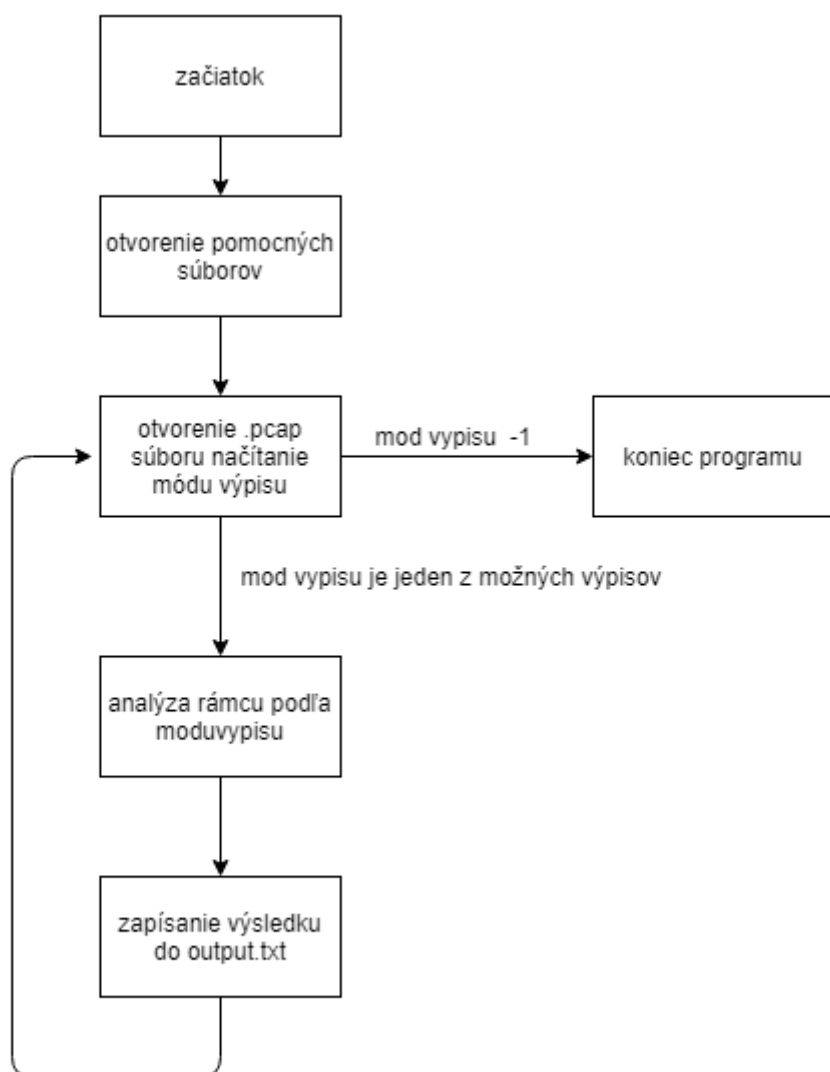 začiatok
otvorenie pomocných
súborov
otvorenie .pcap
súboru načítanie
módu výpisu
mod vypisu -1
koniec programu
mod vypisu je jeden z možných výpisov
analýza rámcu podľa
moduvypisu
zapísanie výsledku
do output.txt